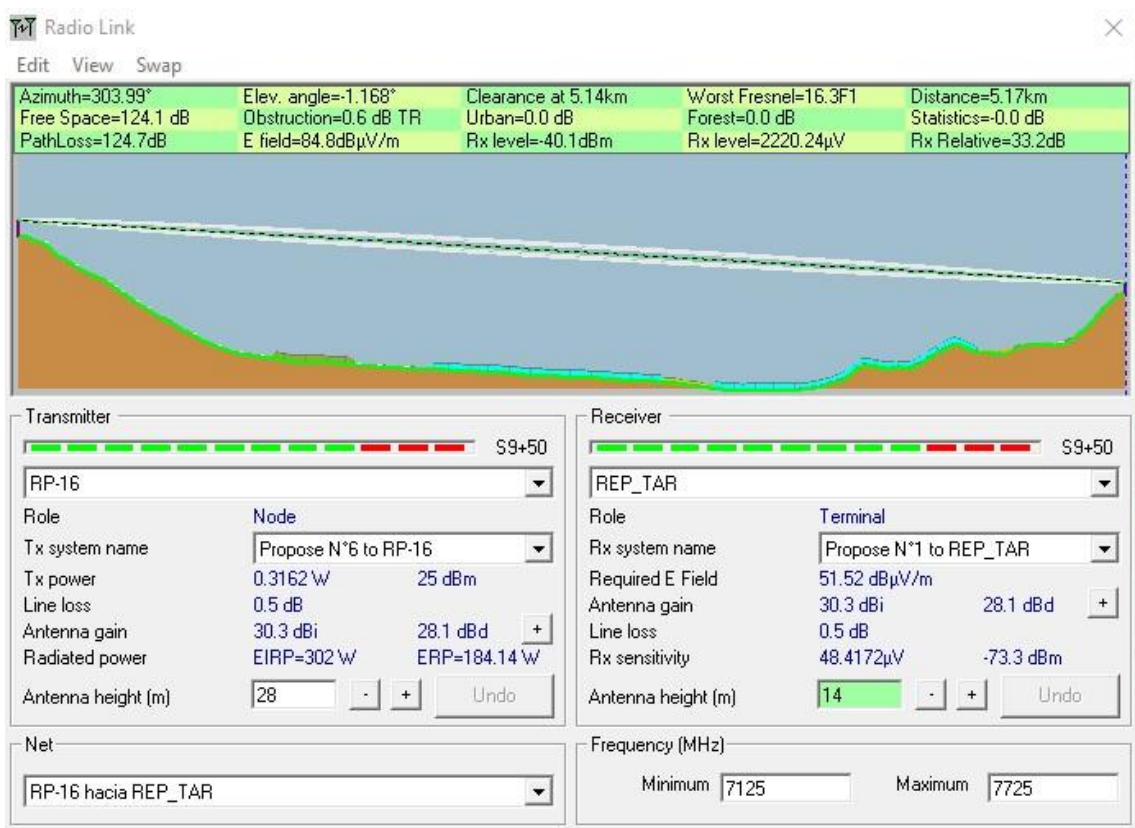 Radio Link
Edit View Swap
Azimuth=303.99° Elev. angle=-1.168° Clearance at 5.14km Worst Fresnel=16.3F1 Distance=5.17km
Free Space=124.1 dB Obstruction=0.6 dB TR Urban=0.0 dB Forest=0.0 dB Statistics=-0.0 dB
PathLoss=124.7dB E field=84.8dBµV/m Rx level=-40.1dBm Rx level=2220.24µV Rx Relative=33.2dB
Transmitter
S9+50
RP-16
Role Node
Tx system name Propose N°6 to RP-16
Tx power 0.3162 W 25 dBm
Line loss 0.5 dB
Antenna gain 30.3 dBi 28.1 dBd +
Radiated power EIRP=302 W ERP=184.14 W
Antenna height (m) 28 - + Undo
Receiver
S9+50
REP_TAR
Role Terminal
Rx system name Propose N°1 to REP_TAR
Required E Field 51.52 dBµV/m
Antenna gain 30.3 dBi 28.1 dBd +
Line loss 0.5 dB
Rx sensitivity 48.4172µV -73.3 dBm
Antenna height (m) 14 - + Undo
Net
RP-16 hacia REP_TAR
Frequency (MHz)
Minimum 7125 Maximum 7725